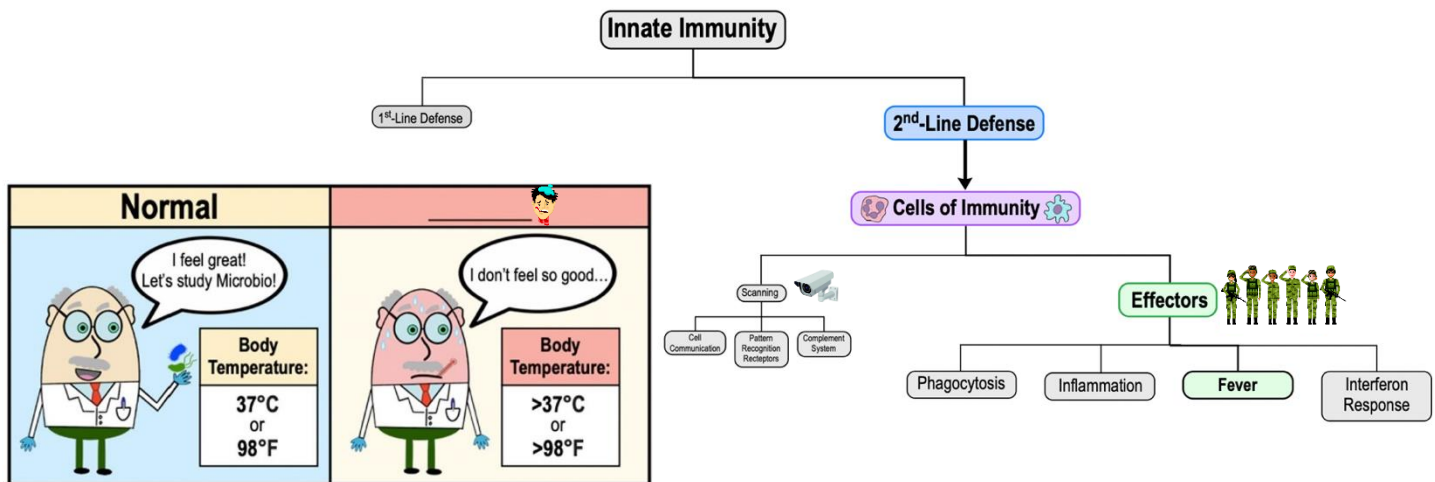 Innate Immunity
1st-Line Defense
2nd-Line Defense
Cells of Immunity
Scanning
Cell
Communication
Pattern
Recognition
Recteptors
Complement
System
Effectors
Phagocytosis
Inflammation
Fever
Interferon
Response
Normal
__________
I feel great!
Let's study Microbio!
Body
Temperature:
37°C
or
98°F
I don't feel so good...
Body
Temperature:
>37°C
or
>98°F